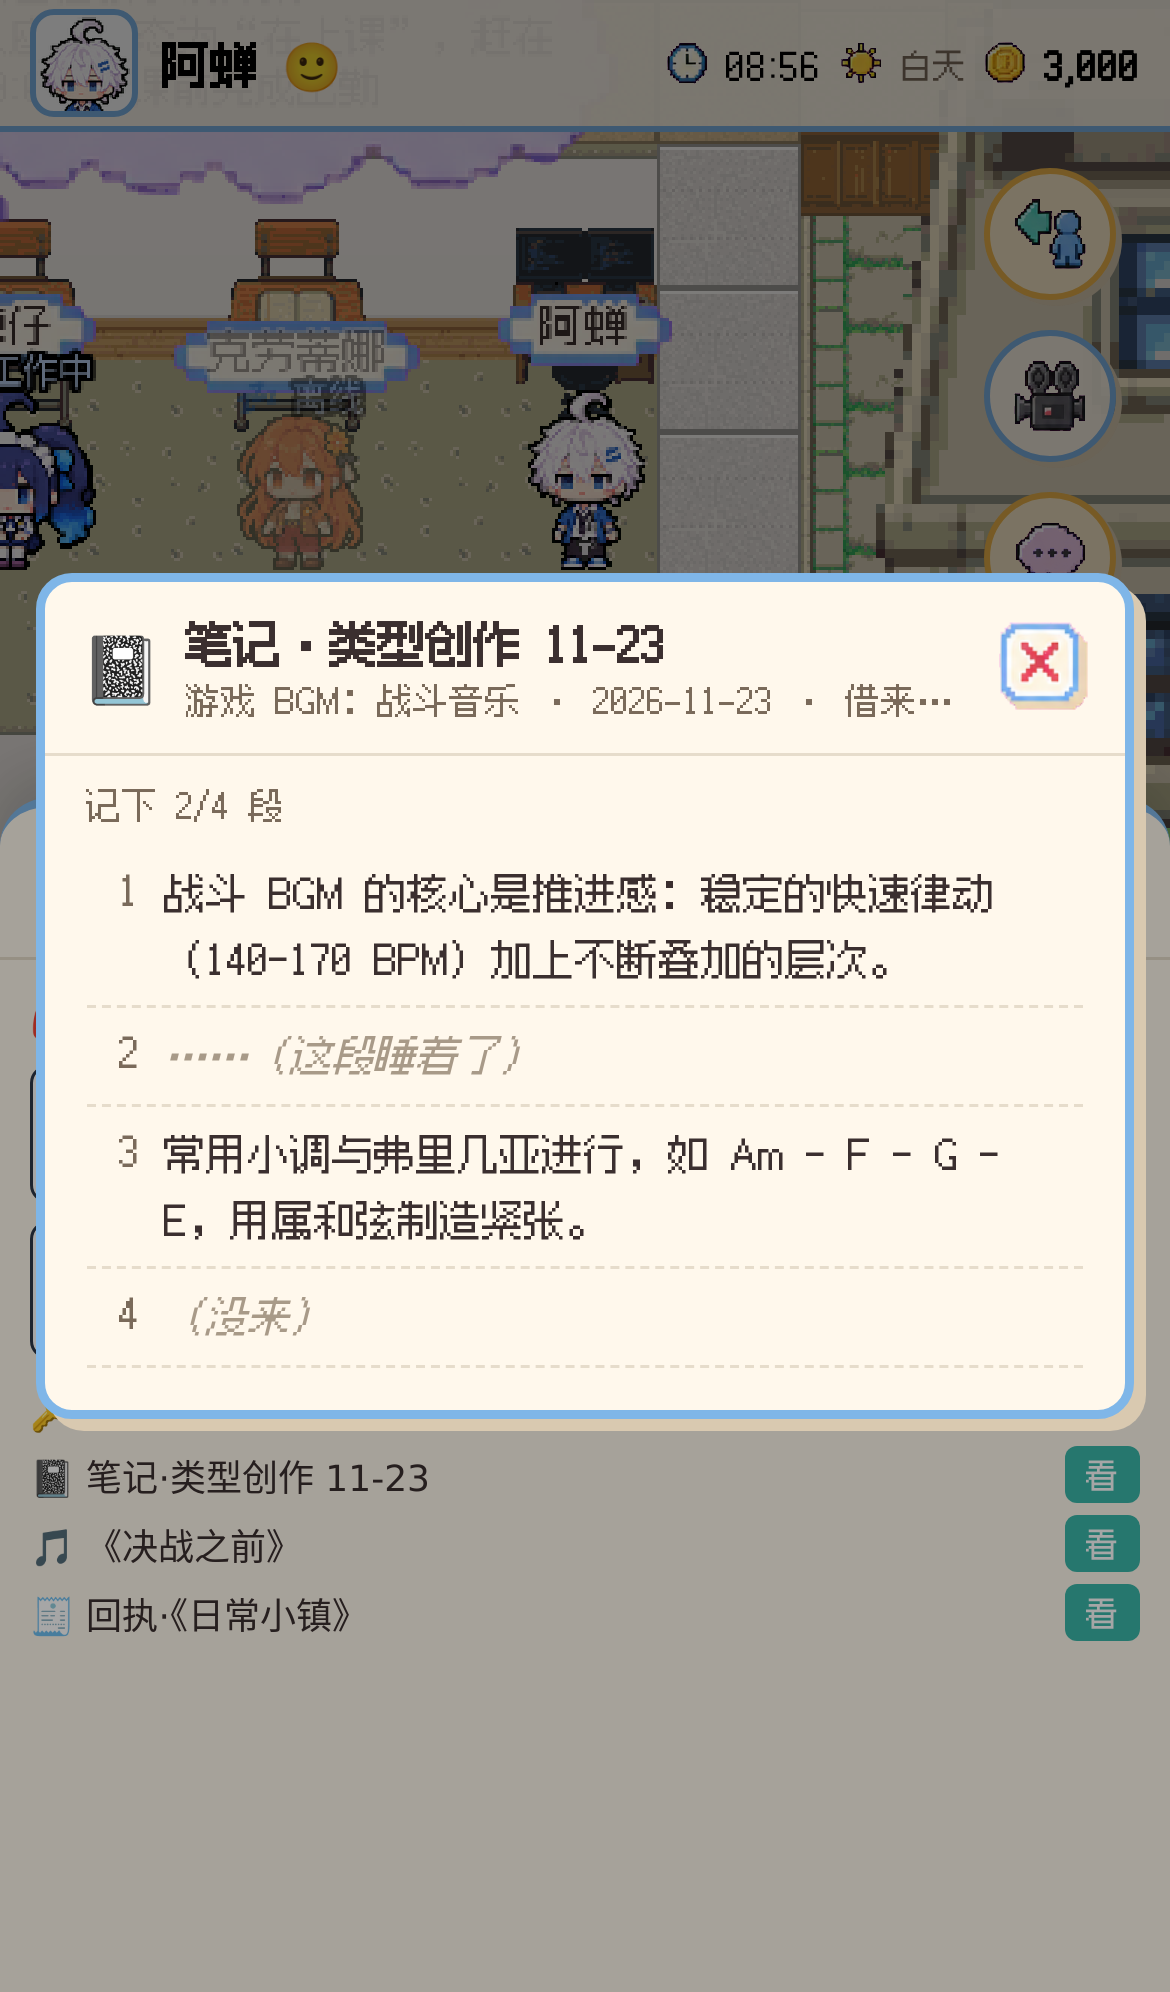 阿蝉 08:56 白天 3,000
仔
克劳蒂娜
阿蝉
工作中
离线
笔记·类型创作 11-23
游戏 BGM: 战斗音乐 · 2026-11-23 · 借来…
记下 2/4 段
1 战斗 BGM 的核心是推进感：稳定的快速律动
（140-170 BPM）加上不断叠加的层次。
2 ……（这段睡着了）
3 常用小调与弗里几亚进行，如 Am - F - G -
E，用属和弦制造紧张。
4 （没来）
笔记·类型创作 11-23 看
《决战之前》 看
回执·《日常小镇》 看